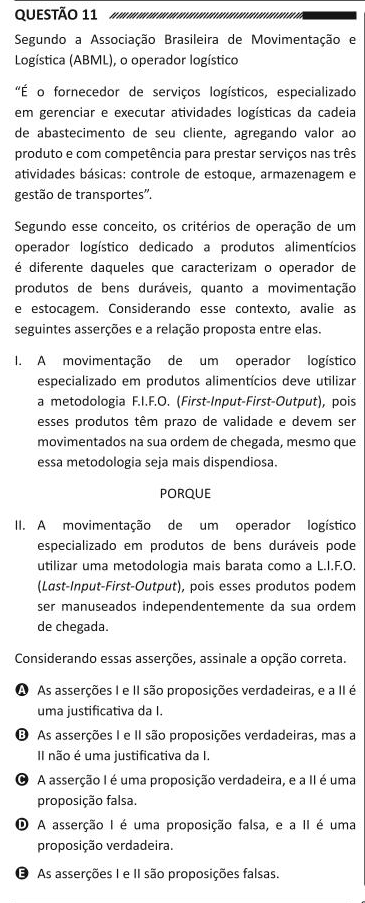 QUESTÃO 11
Segundo a Associação Brasileira de Movimentação e
Logística (ABML), o operador logístico
“É o fornecedor de serviços logísticos, especializado
em gerenciar e executar atividades logísticas da cadeia
de abastecimento de seu cliente, agregando valor ao
produto e com competência para prestar serviços nas três
atividades básicas: controle de estoque, armazenagem e
gestão de transportes”.
Segundo esse conceito, os critérios de operação de um
operador logístico dedicado a produtos alimentícios
é diferente daqueles que caracterizam o operador de
produtos de bens duráveis, quanto a movimentação
e estocagem. Considerando esse contexto, avalie as
seguintes asserções e a relação proposta entre elas.
I. A movimentação de um operador logístico
especializado em produtos alimentícios deve utilizar
a metodologia F.I.F.O. (First-Input-First-Output), pois
esses produtos têm prazo de validade e devem ser
movimentados na sua ordem de chegada, mesmo que
essa metodologia seja mais dispendiosa.
PORQUE
II. A movimentação de um operador logístico
especializado em produtos de bens duráveis pode
utilizar uma metodologia mais barata como a L.I.F.O.
(Last-Input-First-Output), pois esses produtos podem
ser manuseados independentemente da sua ordem
de chegada.
Considerando essas asserções, assinale a opção correta.
A As asserções I e II são proposições verdadeiras, e a II é
uma justificativa da I.
B As asserções I e II são proposições verdadeiras, mas a
II não é uma justificativa da I.
C A asserção I é uma proposição verdadeira, e a II é uma
proposição falsa.
D A asserção I é uma proposição falsa, e a II é uma
proposição verdadeira.
E As asserções I e II são proposições falsas.